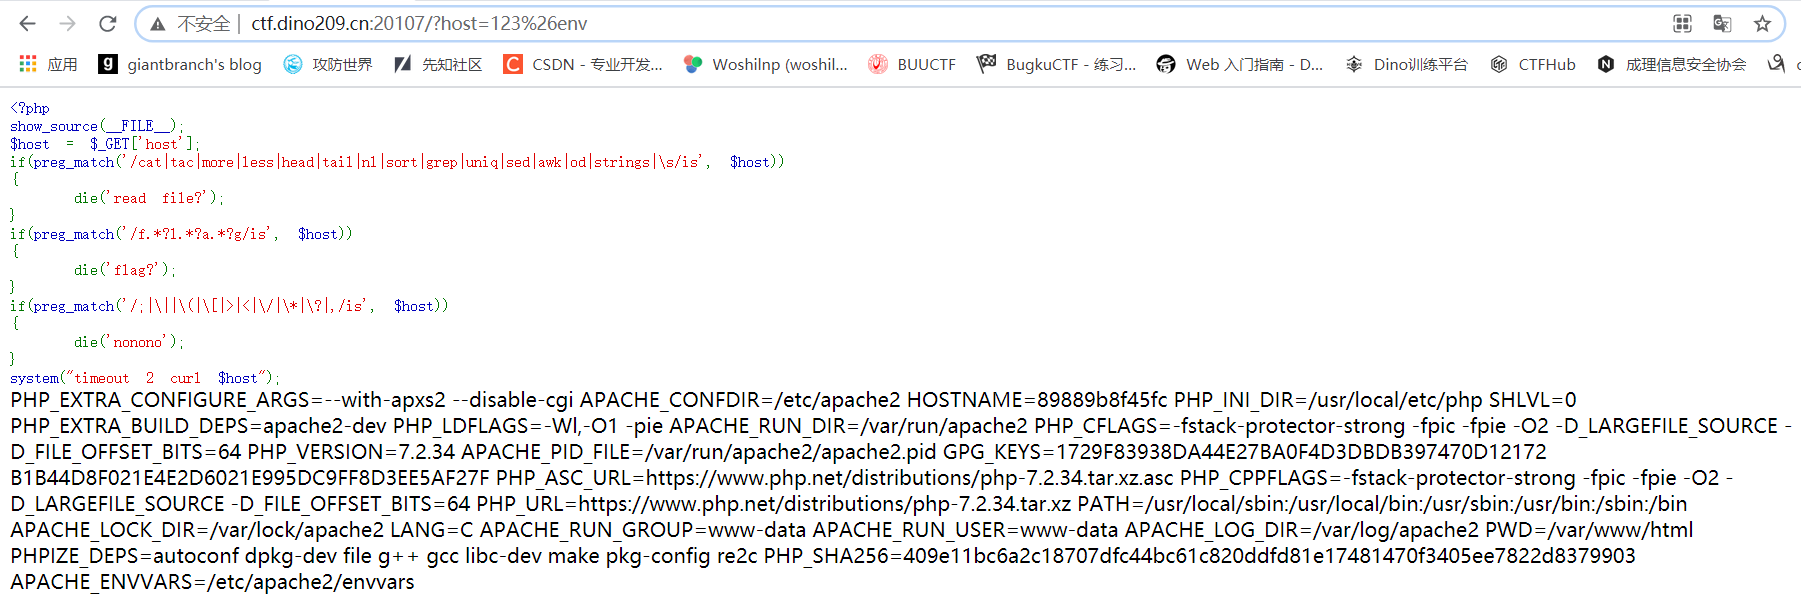 不安全 | ctf.dino209.cn:20107/?host=123%26env
应用 giantbranch's blog 攻防世界 先知社区 CSDN - 专业开发... Woshilnp (woshil... BUUCTF BugkuCTF - 练习... Web 入门指南 - D... Dino训练平台 CTFHub 成理信息安全协会
<?php
show_source(__FILE__);
$host = $_GET['host'];
if(preg_match('/cat|tac|more|less|head|tail|nl|sort|grep|uniq|sed|awk|od|strings|\s/is', $host))
{
die('read file?');
}
if(preg_match('/f.*?l.*?a.*?g/is', $host))
{
die('flag?');
}
if(preg_match('/;|\||\(|\[|>|<|\/|\*|\?|,/is', $host))
{
die('nonono');
}
system("timeout 2 curl $host");
PHP_EXTRA_CONFIGURE_ARGS=--with-apxs2 --disable-cgi APACHE_CONFDIR=/etc/apache2 HOSTNAME=89889b8f45fc PHP_INI_DIR=/usr/local/etc/php SHLVL=0
PHP_EXTRA_BUILD_DEPS=apache2-dev PHP_LDFLAGS=-Wl,-O1 -pie APACHE_RUN_DIR=/var/run/apache2 PHP_CFLAGS=-fstack-protector-strong -fpic -fpie -O2 -D_LARGEFILE_SOURCE -
D_FILE_OFFSET_BITS=64 PHP_VERSION=7.2.34 APACHE_PID_FILE=/var/run/apache2/apache2.pid GPG_KEYS=1729F83938DA44E27BA0F4D3DBDB397470D12172
B1B44D8F021E4E2D6021E995DC9FF8D3EE5AF27F PHP_ASC_URL=https://www.php.net/distributions/php-7.2.34.tar.xz.asc PHP_CPPFLAGS=-fstack-protector-strong -fpic -fpie -O2 -
D_LARGEFILE_SOURCE -D_FILE_OFFSET_BITS=64 PHP_URL=https://www.php.net/distributions/php-7.2.34.tar.xz PATH=/usr/local/sbin:/usr/local/bin:/usr/sbin:/usr/bin:/sbin:/bin
APACHE_LOCK_DIR=/var/lock/apache2 LANG=C APACHE_RUN_GROUP=www-data APACHE_RUN_USER=www-data APACHE_LOG_DIR=/var/log/apache2 PWD=/var/www/html
PHPIZE_DEPS=autoconf dpkg-dev file g++ gcc libc-dev make pkg-config re2c PHP_SHA256=409e11bc6a2c18707dfc44bc61c820ddfd81e17481470f3405ee7822d8379903
APACHE_ENVVARS=/etc/apache2/envvars